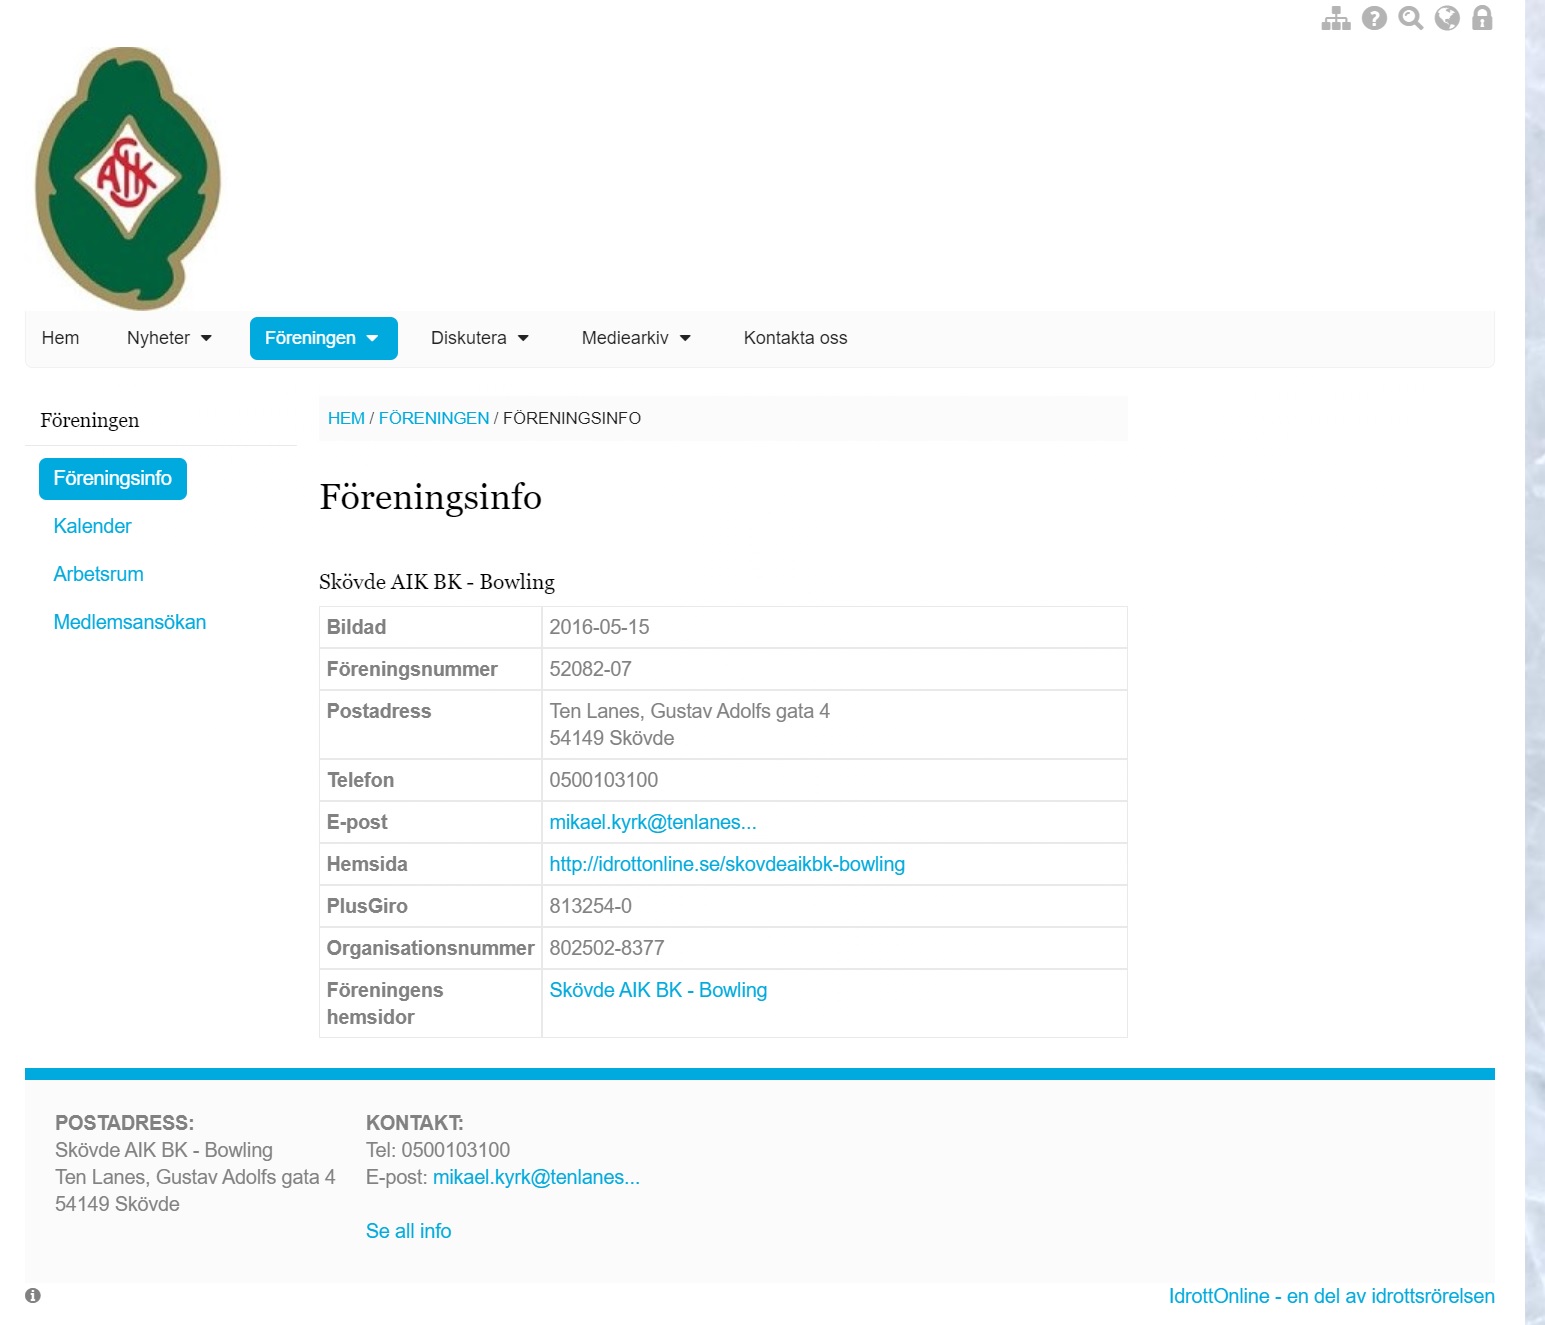 SAIK
Hem Nyheter Föreningen Diskutera Mediearkiv Kontakta oss
Föreningen
Föreningsinfo
Kalender
Arbetsrum
Medlemsansökan
HEM / FÖRENINGEN / FÖRENINGSINFO
Föreningsinfo
Skövde AIK BK - Bowling
Bildad 2016-05-15
Föreningsnummer 52082-07
Postadress Ten Lanes, Gustav Adolfs gata 4
54149 Skövde
Telefon 0500103100
E-post mikael.kyrk@tenlanes...
Hemsida http://idrottonline.se/skovdeaikbk-bowling
PlusGiro 813254-0
Organisationsnummer 802502-8377
Föreningens Skövde AIK BK - Bowling
hemsidor
POSTADRESS:
Skövde AIK BK - Bowling
Ten Lanes, Gustav Adolfs gata 4
54149 Skövde
KONTAKT:
Tel: 0500103100
E-post: mikael.kyrk@tenlanes...
Se all info
IdrottOnline - en del av idrottsrörelsen